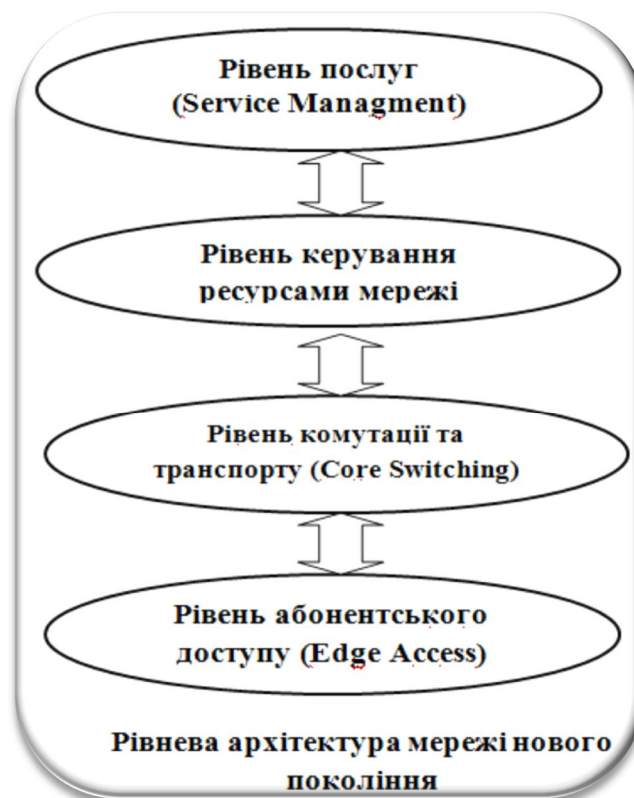 Рівень послуг
(Service Managment)
Рівень керування
ресурсами мережі
Рівень комутації та
транспорту (Core Switching)
Рівень абонентського
доступу (Edge Access)
Рівнева архітектура мережі нового
покоління